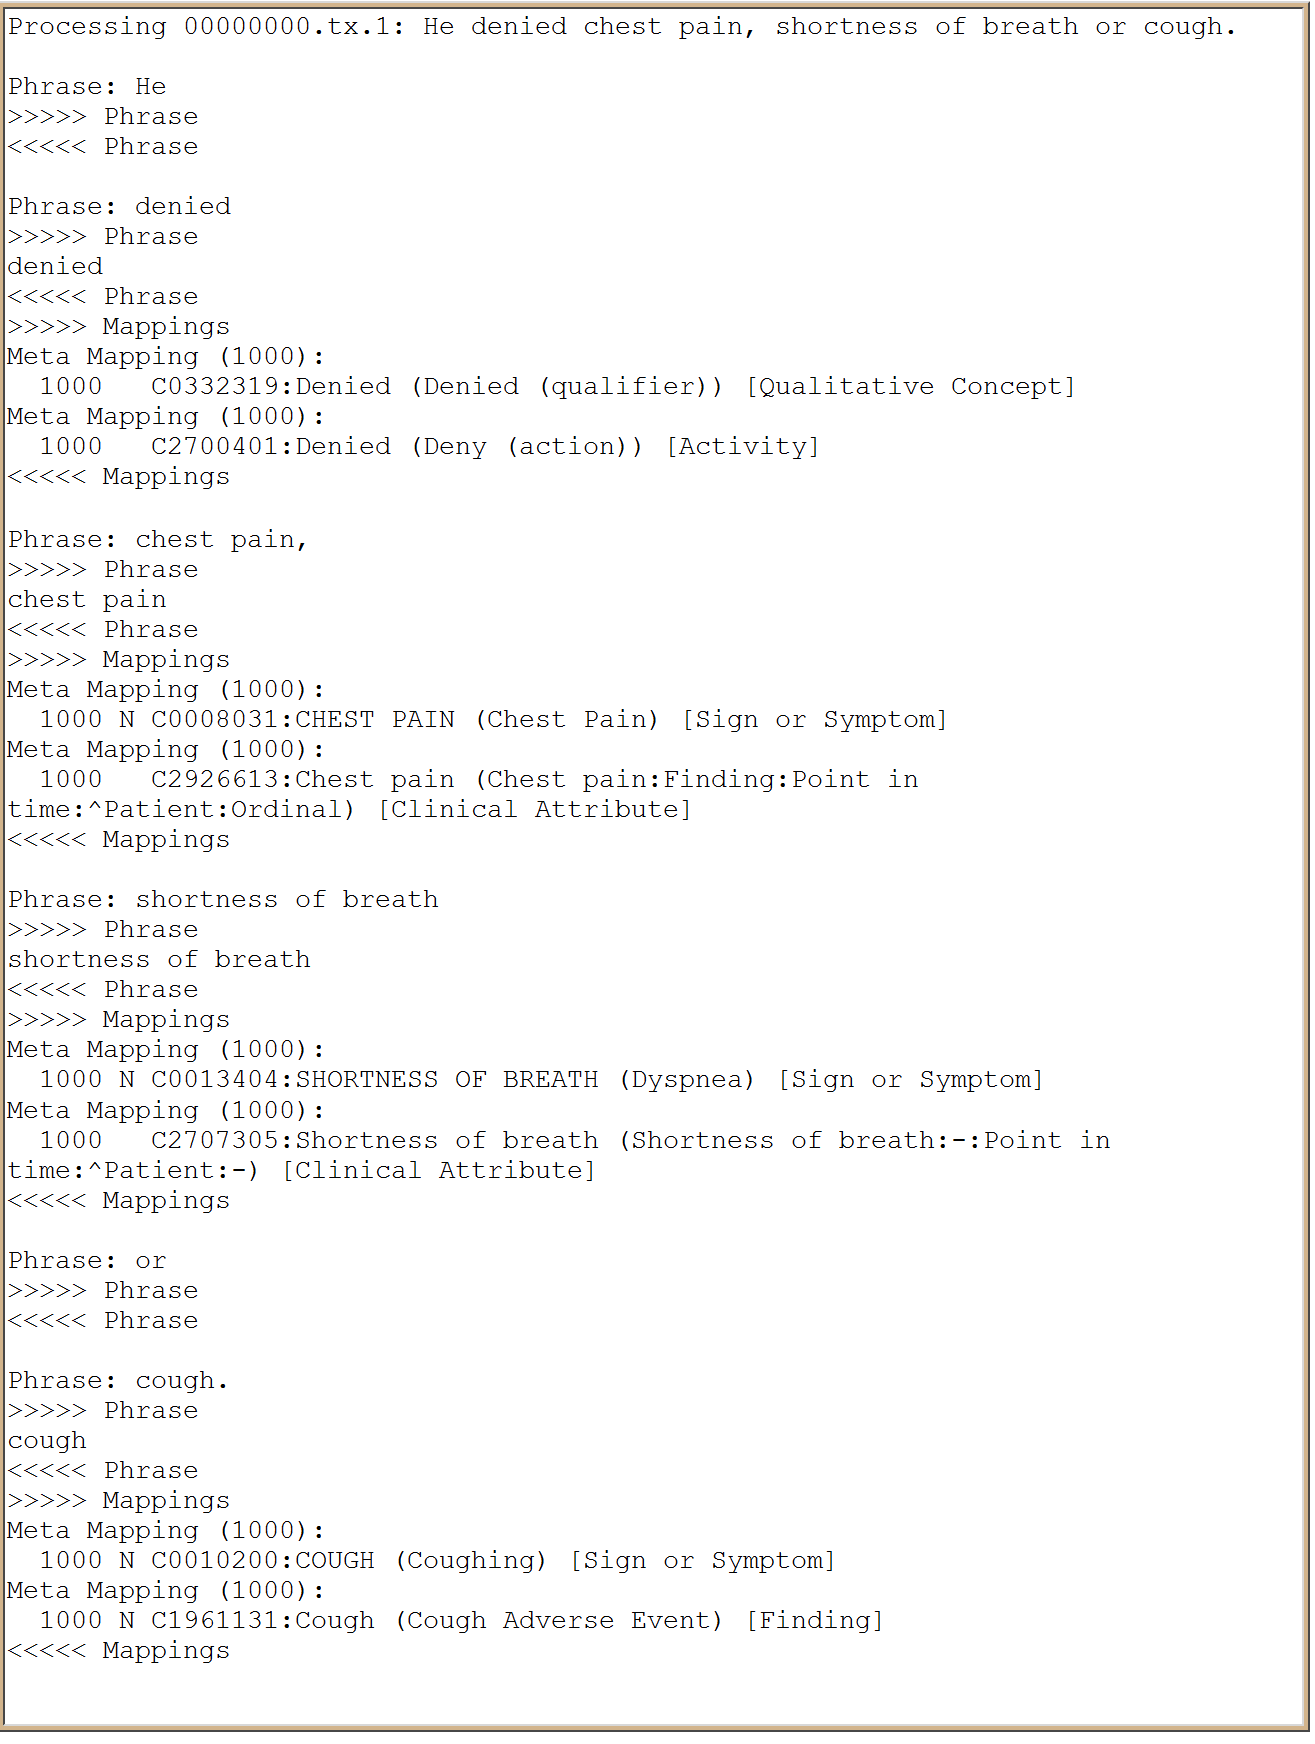 Processing 00000000.tx.1: He denied chest pain, shortness of breath or cough.

Phrase: He
>>>>> Phrase
<<<<< Phrase

Phrase: denied
>>>>> Phrase
denied
<<<<< Phrase
>>>>> Mappings
Meta Mapping (1000):
  1000   C0332319:Denied (Denied (qualifier)) [Qualitative Concept]
Meta Mapping (1000):
  1000   C2700401:Denied (Deny (action)) [Activity]
<<<<< Mappings

Phrase: chest pain,
>>>>> Phrase
chest pain
<<<<< Phrase
>>>>> Mappings
Meta Mapping (1000):
  1000 N C0008031:CHEST PAIN (Chest Pain) [Sign or Symptom]
Meta Mapping (1000):
  1000   C2926613:Chest pain (Chest pain:Finding:Point in
time:^Patient:Ordinal) [Clinical Attribute]
<<<<< Mappings

Phrase: shortness of breath
>>>>> Phrase
shortness of breath
<<<<< Phrase
>>>>> Mappings
Meta Mapping (1000):
  1000 N C0013404:SHORTNESS OF BREATH (Dyspnea) [Sign or Symptom]
Meta Mapping (1000):
  1000   C2707305:Shortness of breath (Shortness of breath:-:Point in
time:^Patient:-) [Clinical Attribute]
<<<<< Mappings

Phrase: or
>>>>> Phrase
<<<<< Phrase

Phrase: cough.
>>>>> Phrase
cough
<<<<< Phrase
>>>>> Mappings
Meta Mapping (1000):
  1000 N C0010200:COUGH (Coughing) [Sign or Symptom]
Meta Mapping (1000):
  1000 N C1961131:Cough (Cough Adverse Event) [Finding]
<<<<< Mappings